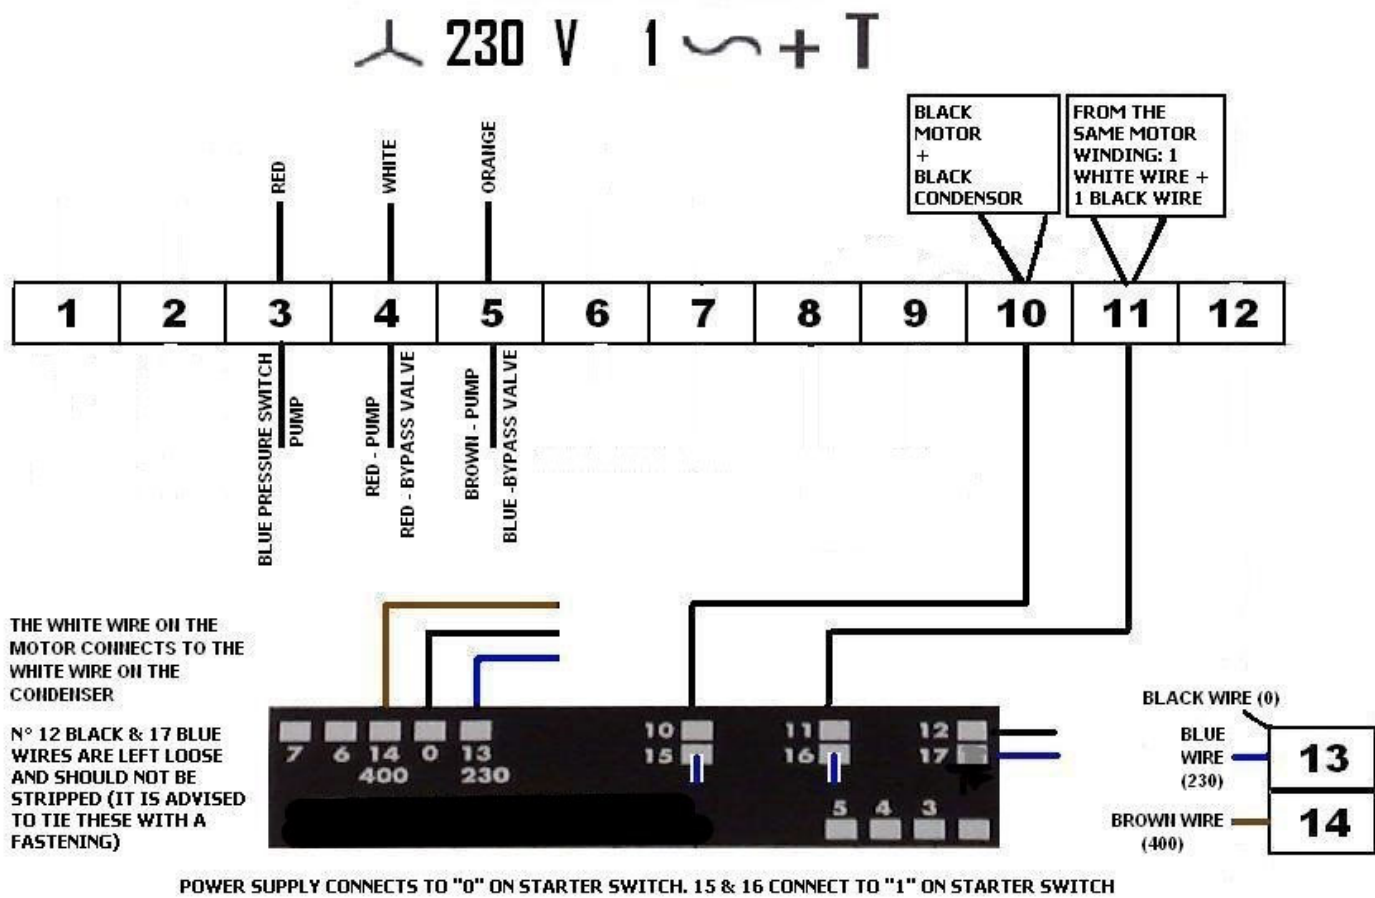 230 V 1 + T
BLACK
MOTOR
+
BLACK
CONDENSOR
FROM THE
SAME MOTOR
WINDING: 1
WHITE WIRE +
1 BLACK WIRE
RED
WHITE
ORANGE
1 2 3 4 5 6 7 8 9 10 11 12
BLUE PRESSURE SWITCH
PUMP
RED - PUMP
RED - BYPASS VALVE
BROWN - PUMP
BLUE -BYPASS VALVE
THE WHITE WIRE ON THE
MOTOR CONNECTS TO THE
WHITE WIRE ON THE
CONDENSER
N° 12 BLACK & 17 BLUE
WIRES ARE LEFT LOOSE
AND SHOULD NOT BE
STRIPPED (IT IS ADVISED
TO TIE THESE WITH A
FASTENING)
10 11 12
7 6 14 0 13 15 16 17
400 230
5 4 3
BLACK WIRE (0)
BLUE
WIRE
(230)
13
BROWN WIRE
(400)
14
POWER SUPPLY CONNECTS TO "0" ON STARTER SWITCH. 15 & 16 CONNECT TO "1" ON STARTER SWITCH